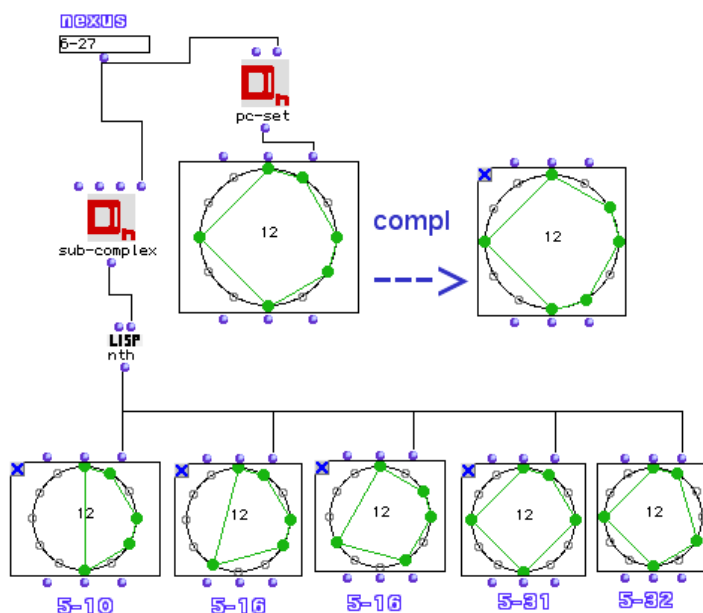 nexus
6-27
pc-set
12
compl
12
sub-complex
LISP
nth
12
12
12
12
12
5-10
5-16
5-16
5-31
5-32